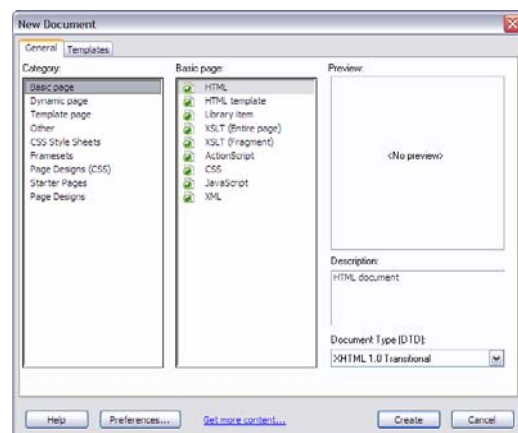 New Document
General Templates
Category:
Basic page
Dynamic page
Template page
Other
CSS Style Sheets
Framesets
Page Designs (CSS)
Starter Pages
Page Designs
Basic page:
HTML
HTML template
Library item
XSLT (Entire page)
XSLT (Fragment)
ActionScript
CSS
JavaScript
XML
Preview:
<No preview>
Description:
HTML document
Document Type (DTD):
XHTML 1.0 Transitional
Help Preferences... Get more content... Create Cancel